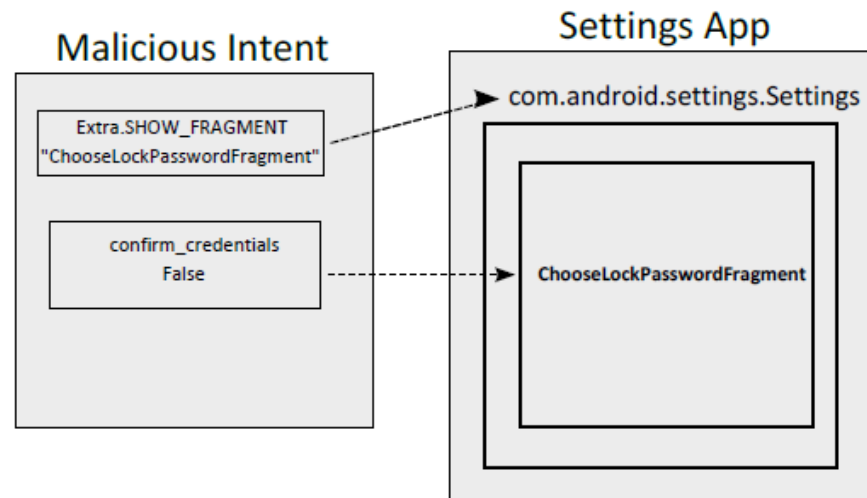 Malicious Intent
Extra.SHOW_FRAGMENT
"ChooseLockPasswordFragment"
confirm_credentials
False
Settings App
com.android.settings.Settings
ChooseLockPasswordFragment